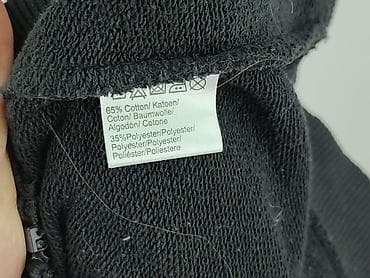 65% Cotton/ Katoen/
Coton/ Baumwolle/
Algodón/ Cotone
35%Polyester/Polyester/
Polyester/Polyester/
Poliéster/Poliestere